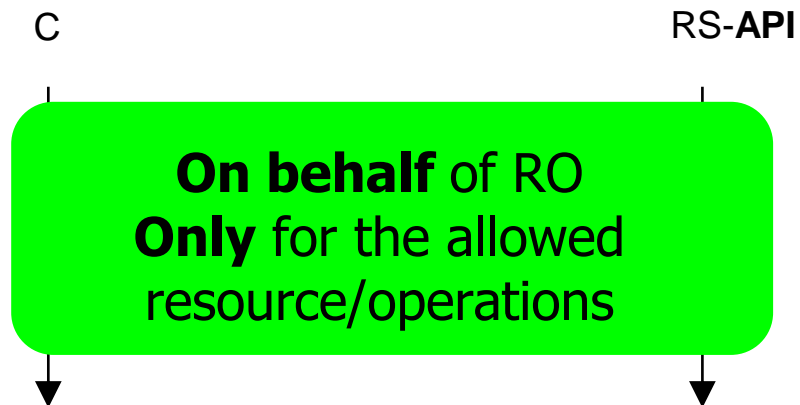 C RS-API
On behalf of RO
Only for the allowed
resource/operations